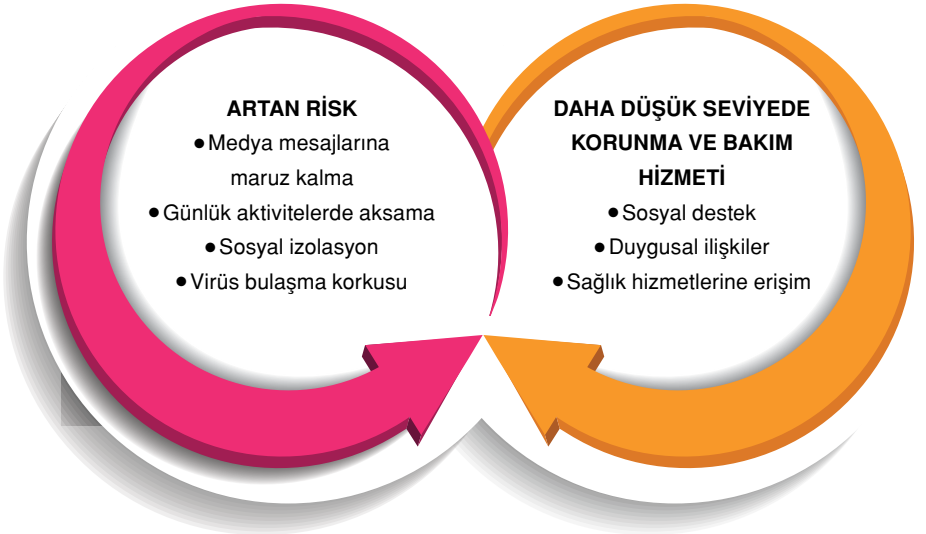 ARTAN RİSK
●Medya mesajlarına
maruz kalma
●Günlük aktivitelerde aksama
●Sosyal izolasyon
●Virüs bulaşma korkusu
DAHA DÜŞÜK SEVİYEDE
KORUNMA VE BAKIM
HİZMETİ
●Sosyal destek
●Duygusal ilişkiler
●Sağlık hizmetlerine erişim